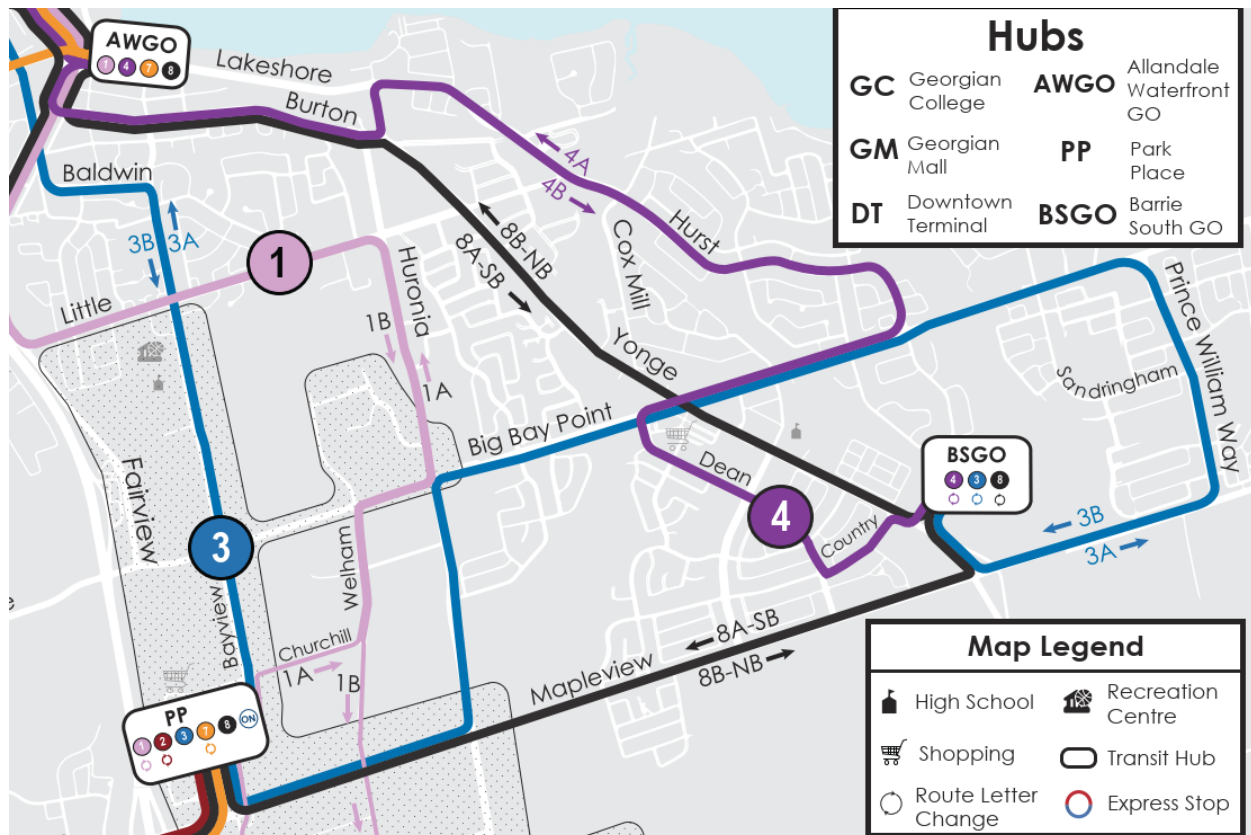 AWGO
1 4 7 8
Lakeshore
Burton
Baldwin
3B
3A
1
Little
Huronia
1B
1A
4A
4B
Hurst
Cox Mill
8B-NB
8A-SB
Yonge
Big Bay Point
Prince William Way
Sandringham
Fairview
3
Bayview
Welham
Churchill
1A
1B
Dean
4
Country
BSGO
4 3 8
3B
3A
8A-SB
8B-NB
Mapleview
PP
1 2 3 7 8 ON
Hubs
GC Georgian College
AWGO Allandale Waterfront GO
GM Georgian Mall
PP Park Place
DT Downtown Terminal
BSGO Barrie South GO
Map Legend
High School
Recreation Centre
Shopping
Transit Hub
Route Letter Change
Express Stop